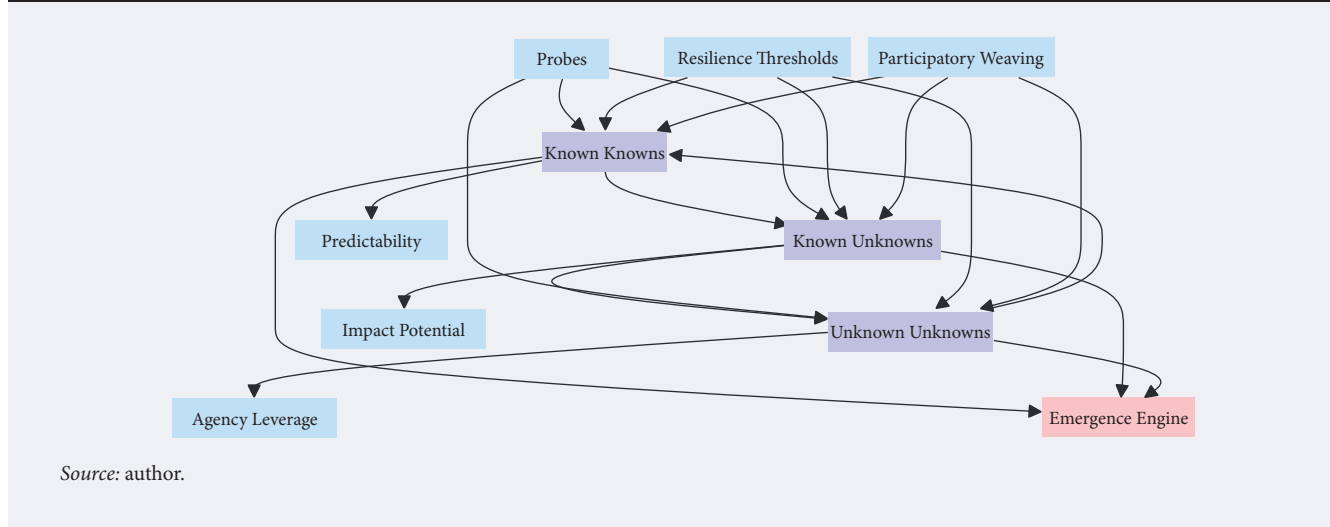 Probes
Resilience Thresholds
Participatory Weaving
Known Knowns
Predictability
Known Unknowns
Impact Potential
Unknown Unknowns
Agency Leverage
Emergence Engine
Source: author.